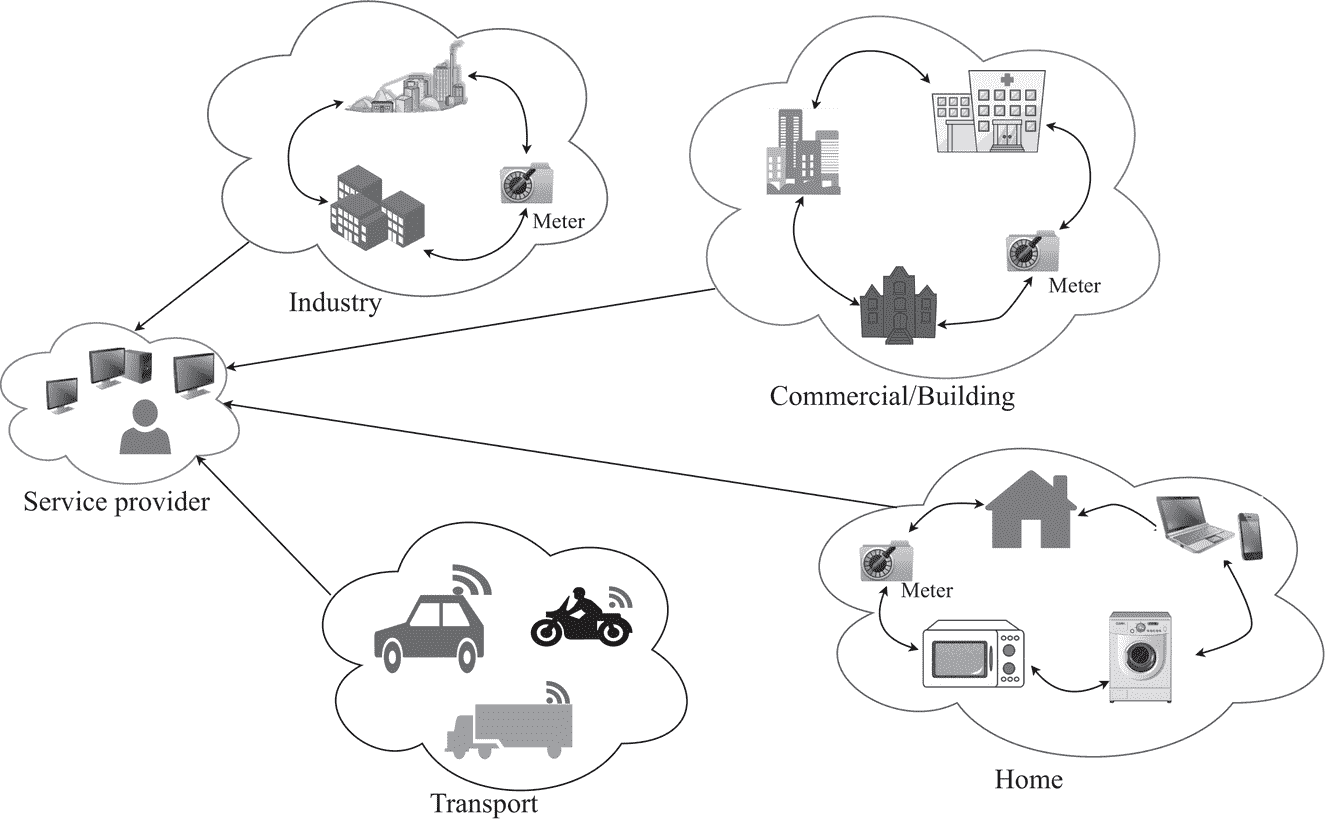 Meter
Industry
Meter
Commercial/Building
Service provider
Meter
Transport
Home